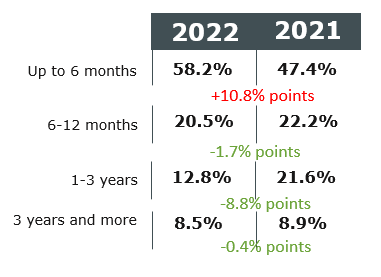 2022 2021
Up to 6 months 58.2% 47.4%
+10.8% points
6-12 months 20.5% 22.2%
-1.7% points
1-3 years 12.8% 21.6%
-8.8% points
3 years and more 8.5% 8.9%
-0.4% points